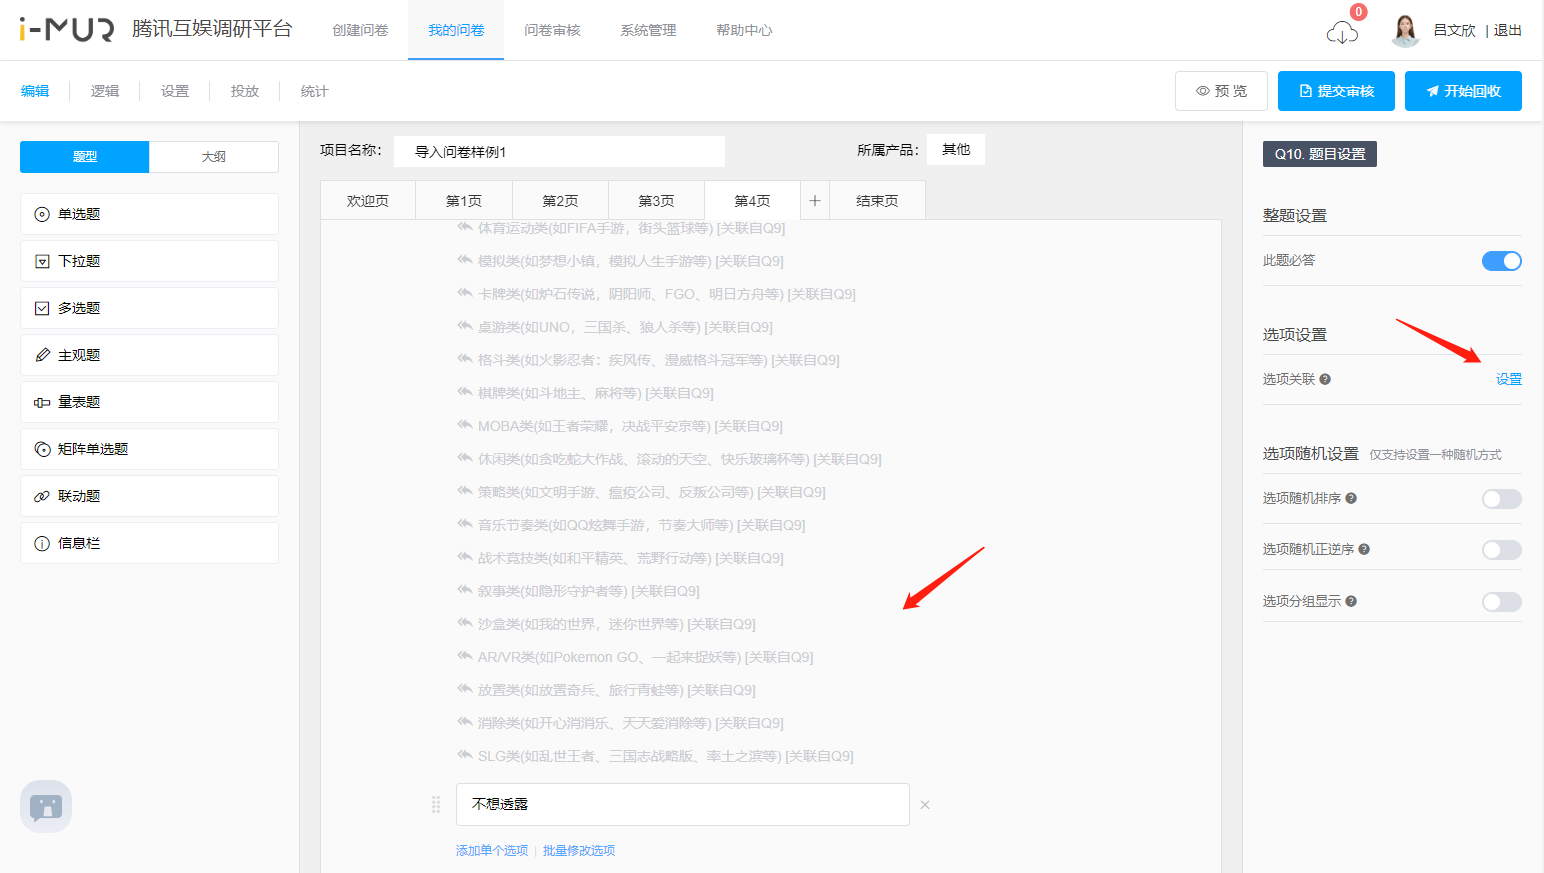 i-MUR 腾讯互娱调研平台 创建问卷 我的问卷 问卷审核 系统管理 帮助中心 0 吕文欣 | 退出
编辑 逻辑 设置 投放 统计 预 览 提交审核 开始回收
题型 大纲
单选题
下拉题
多选题
主观题
量表题
矩阵单选题
联动题
信息栏
项目名称： 导入问卷样例1 所属产品： 其他
欢迎页 第1页 第2页 第3页 第4页 + 结束页
体育运动类(如FIFA手游，街头篮球等) [关联自Q9]
模拟类(如梦想小镇，模拟人生手游等) [关联自Q9]
卡牌类(如炉石传说，阴阳师、FGO、明日方舟等) [关联自Q9]
桌游类(如UNO，三国杀、狼人杀等) [关联自Q9]
格斗类(如火影忍者：疾风传、漫威格斗冠军等) [关联自Q9]
棋牌类(如斗地主、麻将等) [关联自Q9]
MOBA类(如王者荣耀，决战平安京等) [关联自Q9]
休闲类(如贪吃蛇大作战、滚动的天空、快乐玻璃杯等) [关联自Q9]
策略类(如文明手游、瘟疫公司、反叛公司等) [关联自Q9]
音乐节奏类(如QQ炫舞手游，节奏大师等) [关联自Q9]
战术竞技类(如和平精英、荒野行动等) [关联自Q9]
叙事类(如隐形守护者等) [关联自Q9]
沙盒类(如我的世界，迷你世界等) [关联自Q9]
AR/VR类(如Pokemon GO、一起来捉妖等) [关联自Q9]
放置类(如放置奇兵、旅行青蛙等) [关联自Q9]
消除类(如开心消消乐、天天爱消除等) [关联自Q9]
SLG类(如乱世王者、三国志战略版、率土之滨等) [关联自Q9]
不想透露
添加单个选项 | 批量修改选项
Q10. 题目设置
整题设置
此题必答
选项设置
选项关联 设置
选项随机设置 仅支持设置一种随机方式
选项随机排序
选项随机正逆序
选项分组显示